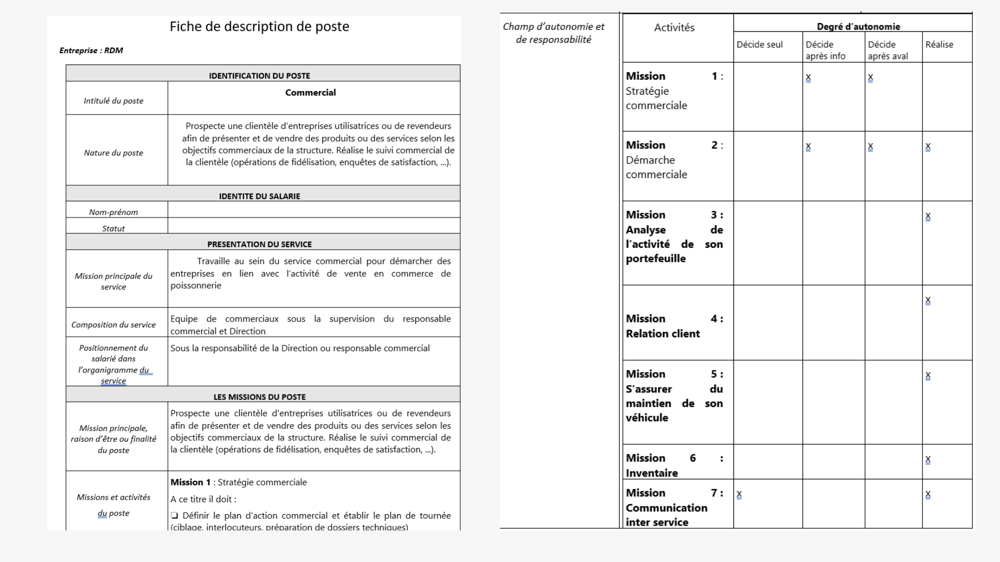 Fiche de description de poste
Entreprise : RDM
IDENTIFICATION DU POSTE
Intitulé du poste
Commercial
Nature du poste
Prospecte une clientèle d'entreprises utilisatrices ou de revendeurs
afin de présenter et de vendre des produits ou des services selon les
objectifs commerciaux de la structure. Réalise le suivi commercial de
la clientèle (opérations de fidélisation, enquêtes de satisfaction, ...).
IDENTITE DU SALARIE
Nom-prénom
Statut
PRESENTATION DU SERVICE
Mission principale du
service
Travaille au sein du service commercial pour démarcher des
entreprises en lien avec l'activité de vente en commerce de
poissonnerie
Composition du service
Equipe de commerciaux sous la supervision du responsable
commercial et Direction
Positionnement du
salarié dans
l'organigramme du
service
Sous la responsabilité de la Direction ou responsable commercial
LES MISSIONS DU POSTE
Mission principale,
raison d'être ou finalité
du poste
Prospecte une clientèle d'entreprises utilisatrices ou de revendeurs
afin de présenter et de vendre des produits ou des services selon les
objectifs commerciaux de la structure. Réalise le suivi commercial de
la clientèle (opérations de fidélisation, enquêtes de satisfaction, ...).
Missions et activités
du poste
Mission 1 : Stratégie commerciale
A ce titre il doit :
❑ Définir le plan d'action commercial et établir le plan de tournée
(ciblage, interlocuteurs, préparation de dossiers techniques)
Champ d'autonomie et
de responsabilité
Activités
Degré d'autonomie
Décide seul
Décide
après info
Décide
après aval
Réalise
Mission 1 :
Stratégie
commerciale
x x
Mission 2 :
Démarche
commerciale
x x x
Mission 3 :
Analyse de
l'activité de son
portefeuille
x
Mission 4 :
Relation client
x
Mission 5 :
S'assurer du
maintien de son
véhicule
x
Mission 6 :
Inventaire
x
Mission 7 :
Communication
inter service
x x